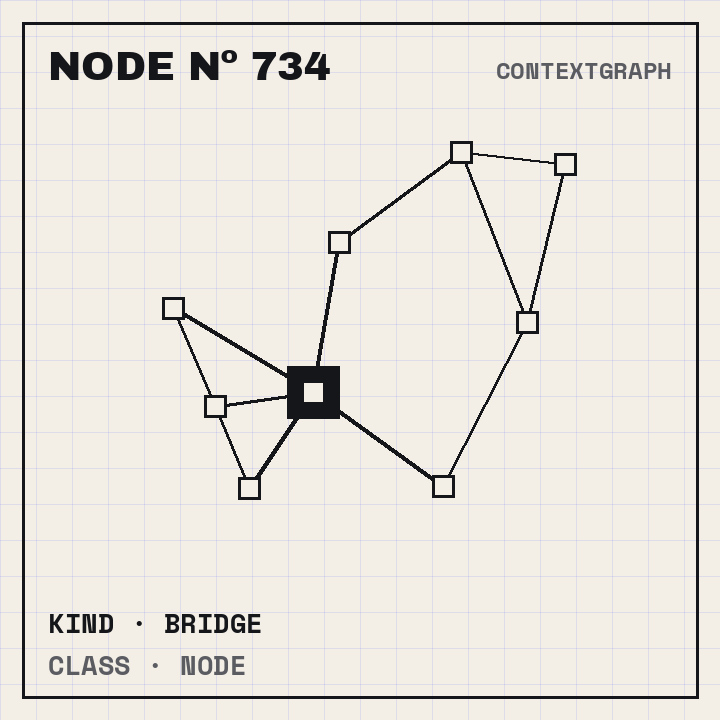 NODE Nº 734
CONTEXTGRAPH
KIND · BRIDGE
CLASS · NODE